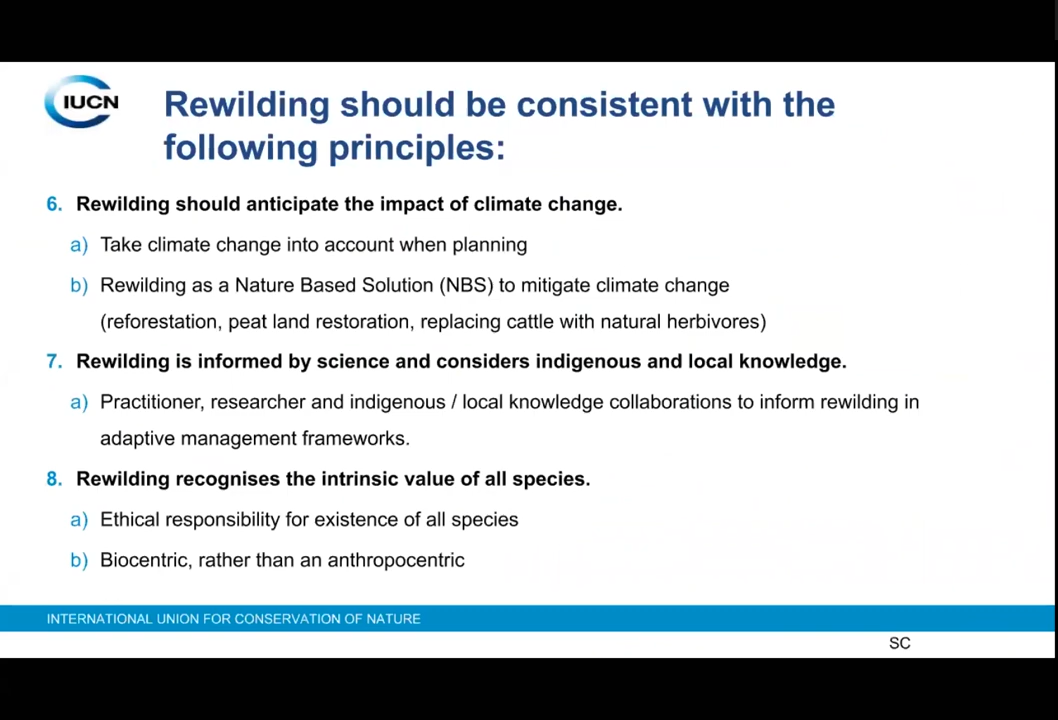 IUCN
Rewilding should be consistent with the
following principles:
6. Rewilding should anticipate the impact of climate change.
a) Take climate change into account when planning
b) Rewilding as a Nature Based Solution (NBS) to mitigate climate change
(reforestation, peat land restoration, replacing cattle with natural herbivores)
7. Rewilding is informed by science and considers indigenous and local knowledge.
a) Practitioner, researcher and indigenous / local knowledge collaborations to inform rewilding in
adaptive management frameworks.
8. Rewilding recognises the intrinsic value of all species.
a) Ethical responsibility for existence of all species
b) Biocentric, rather than an anthropocentric
INTERNATIONAL UNION FOR CONSERVATION OF NATURE
SC